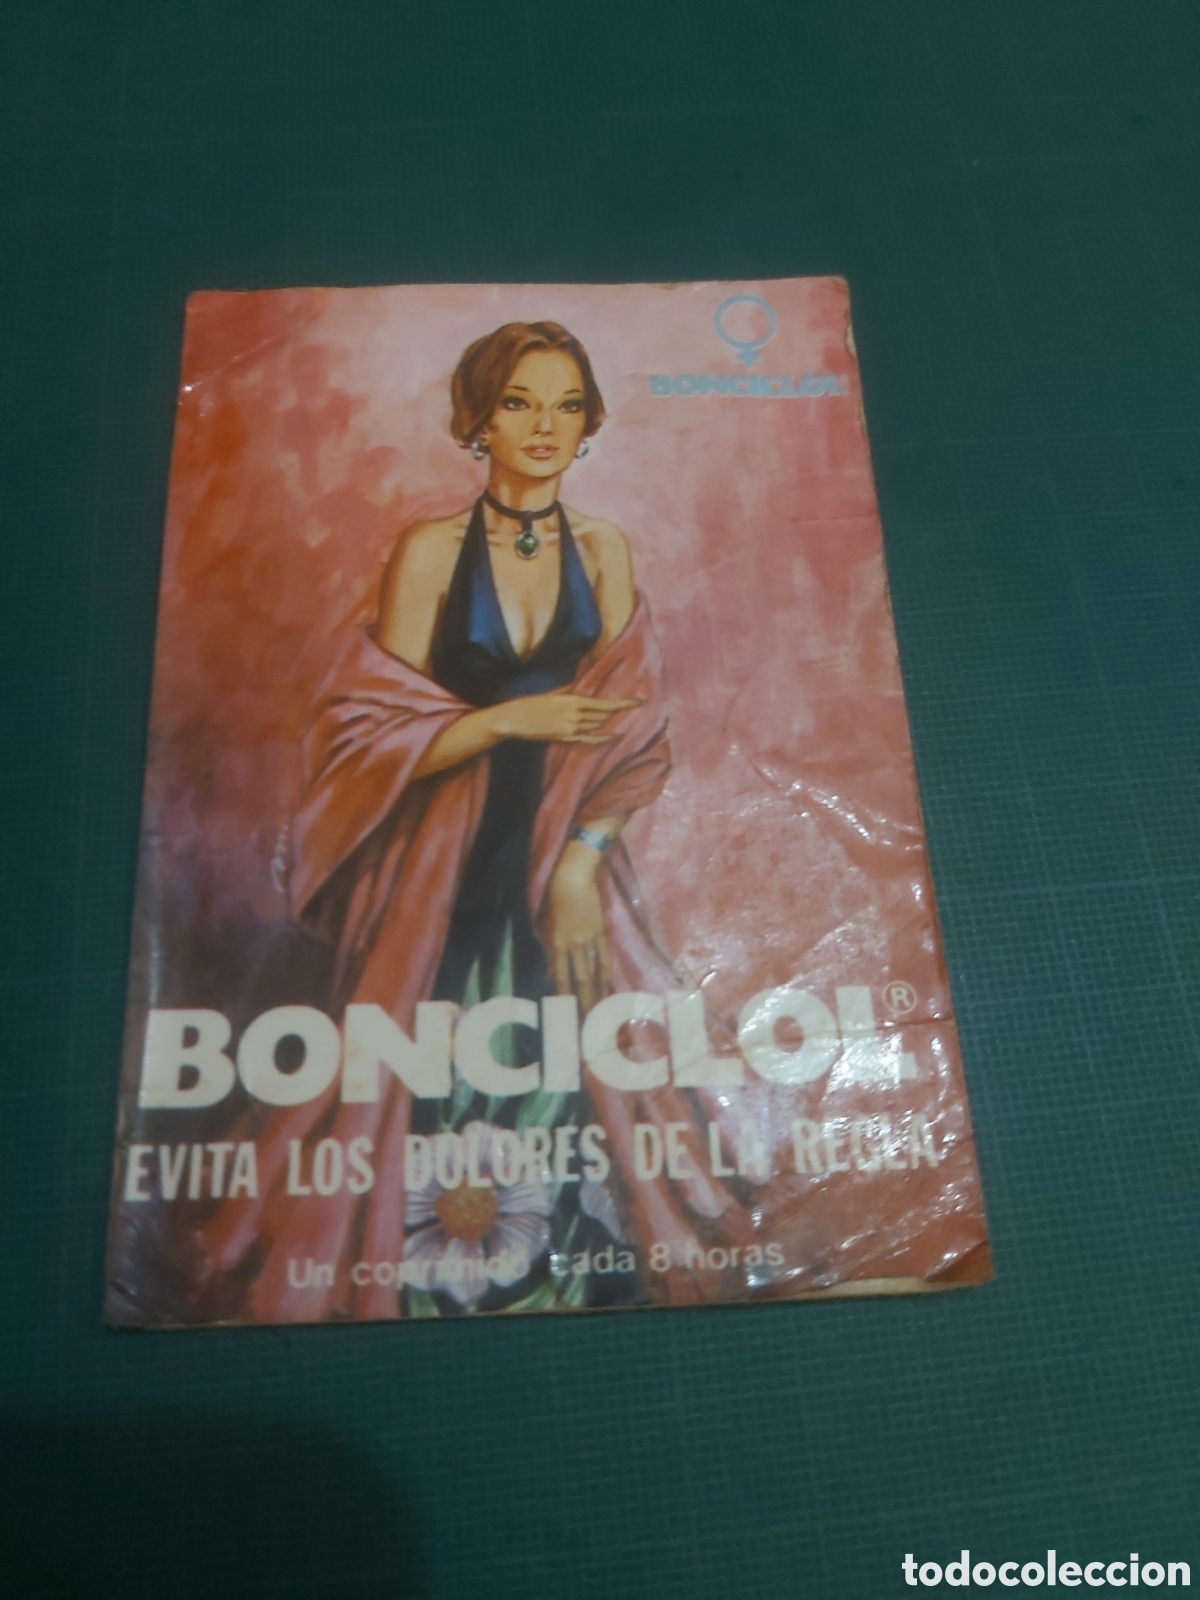 BONCICLOL
BONCICLOL®
EVITA LOS DOLORES DE LA REGLA
Un comprimido cada 8 horas
todocoleccion